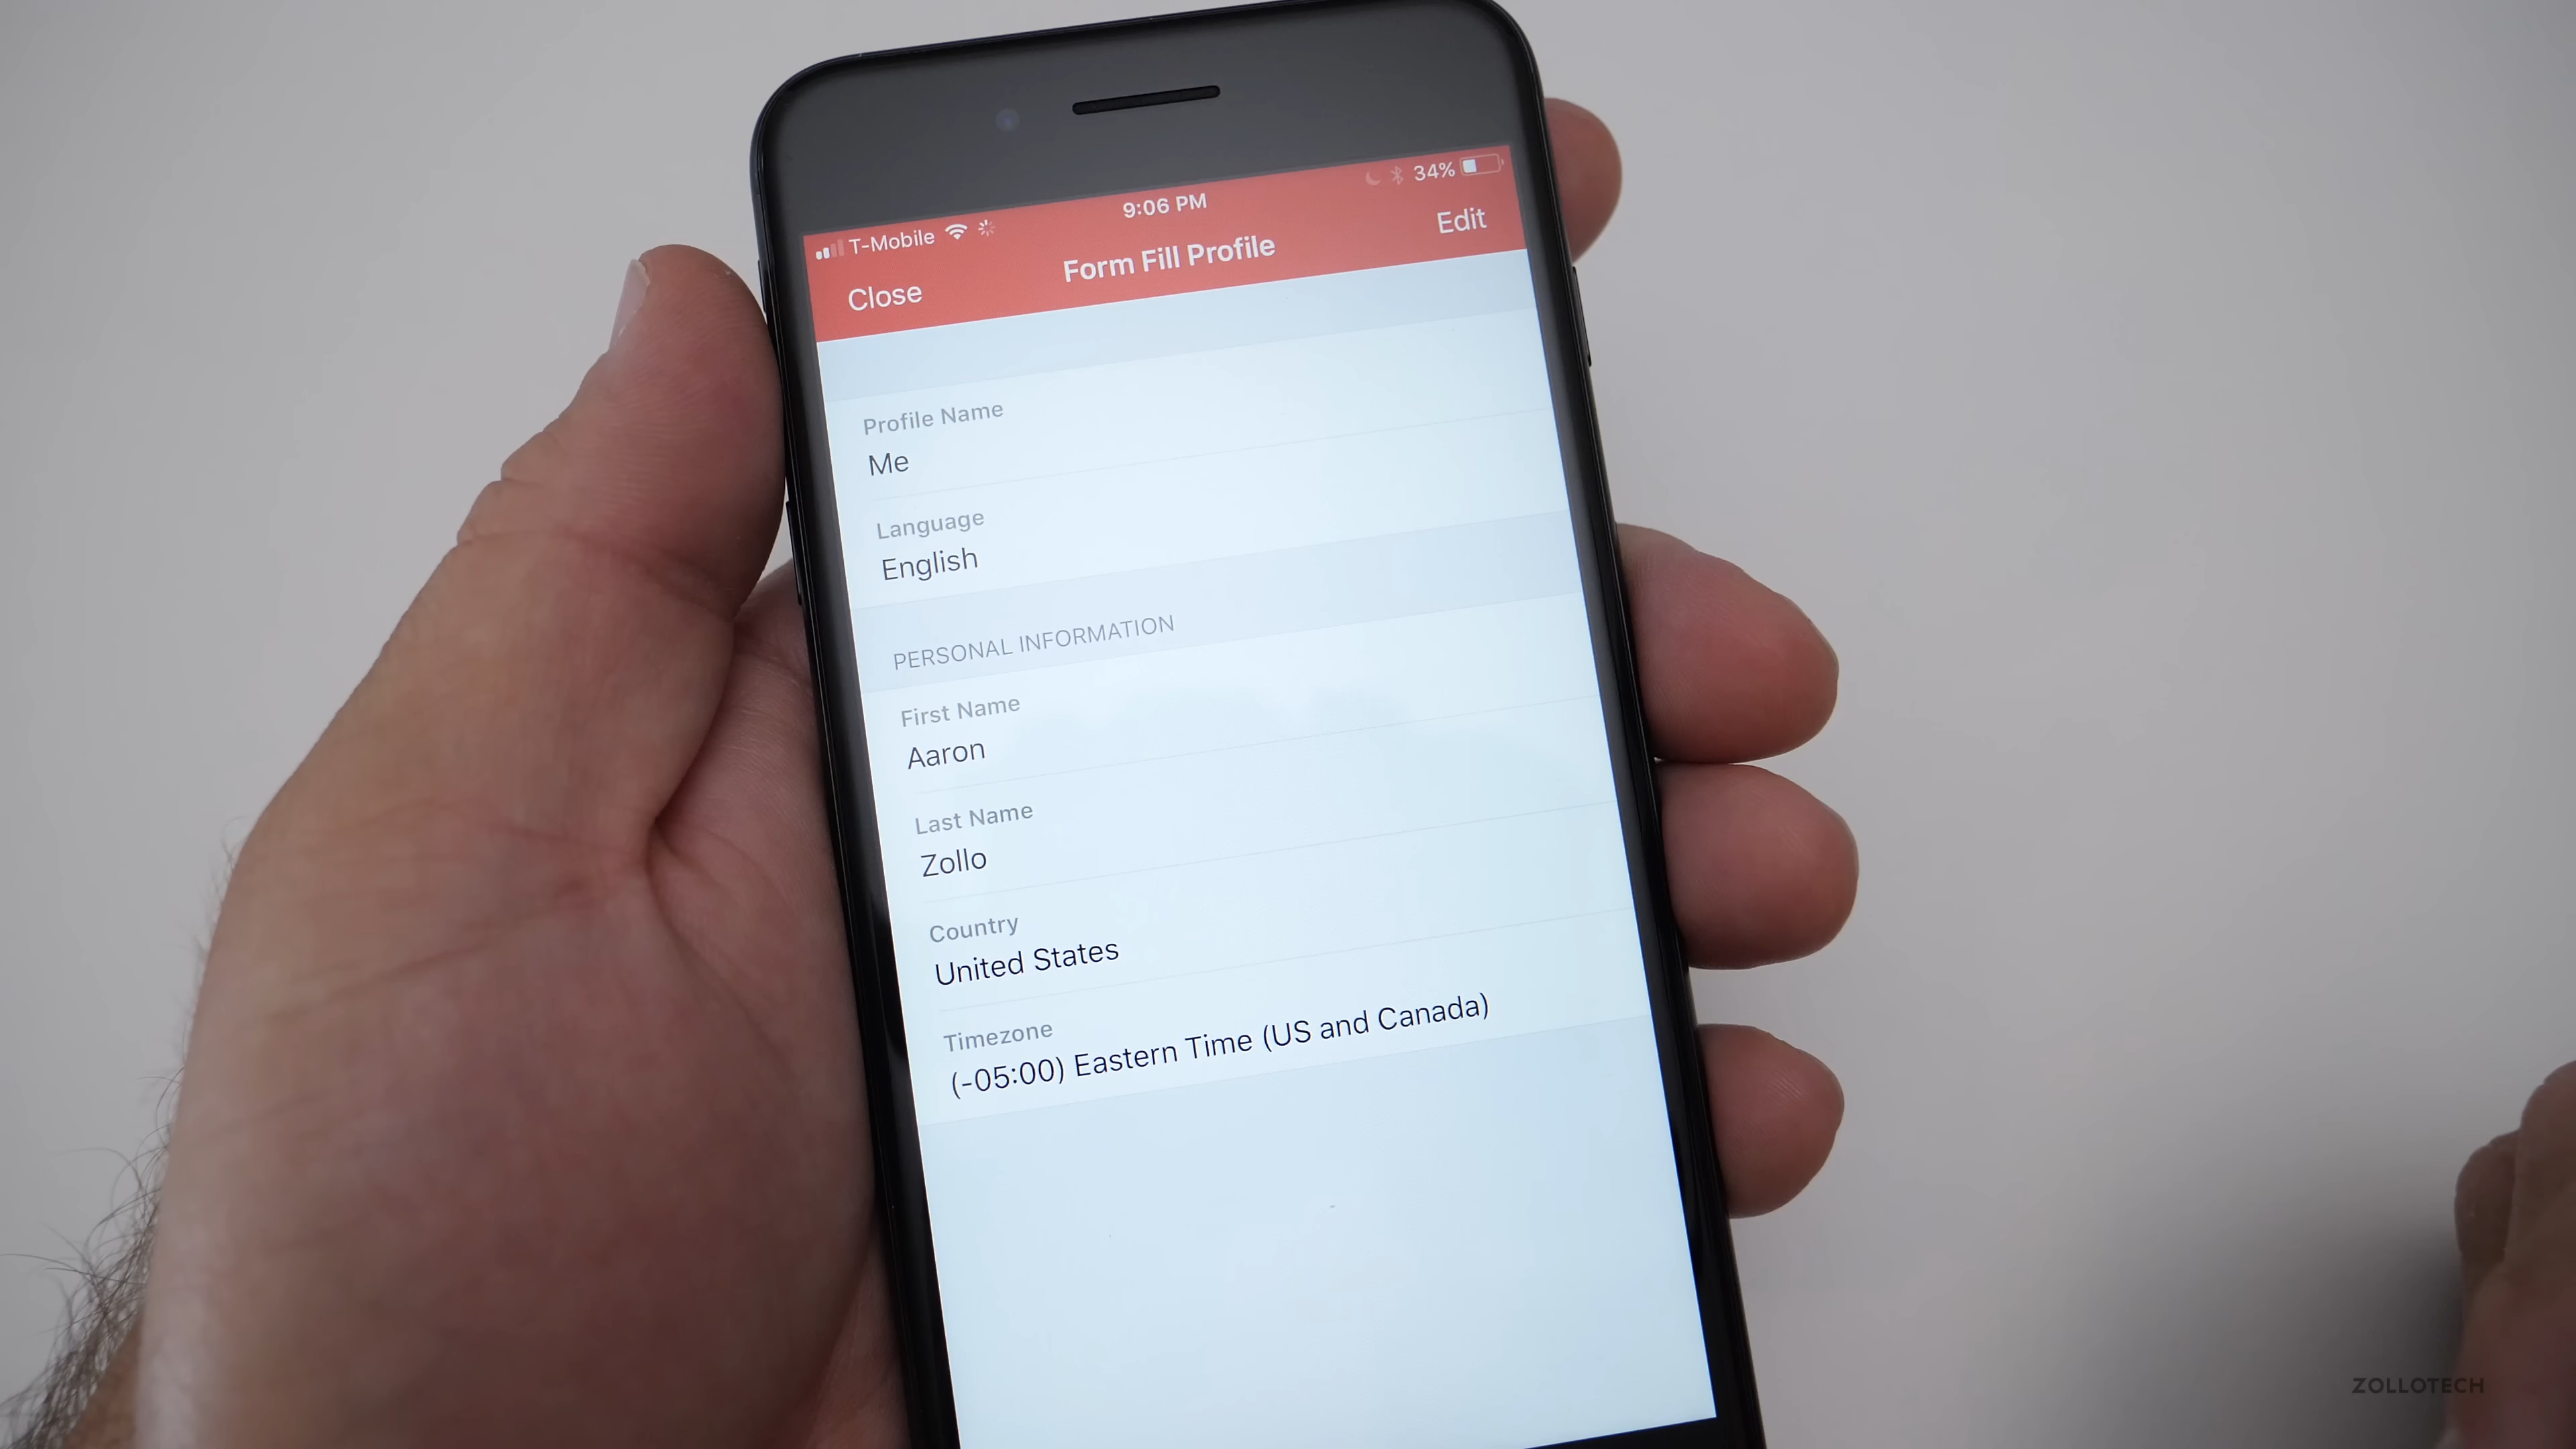 T-Mobile 9:06 PM 34%
Close Form Fill Profile Edit
Profile Name
Me
Language
English
PERSONAL INFORMATION
First Name
Aaron
Last Name
Zollo
Country
United States
Timezone
(-05:00) Eastern Time (US and Canada)
ZOLLOTECH